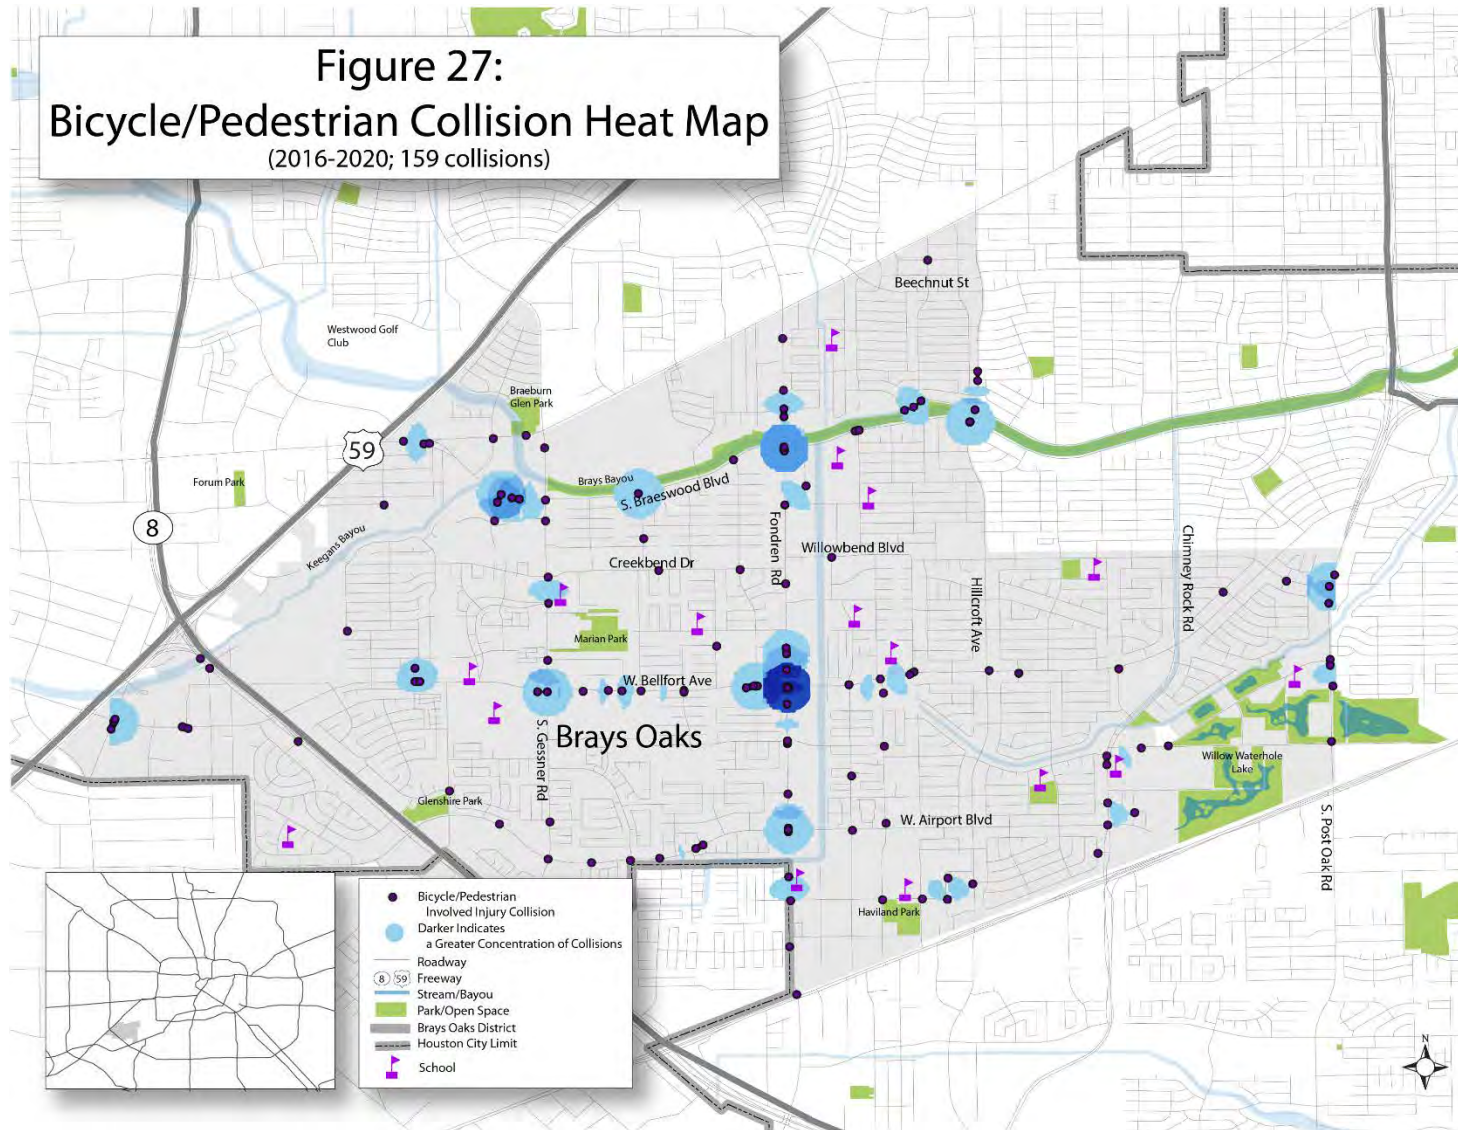 Figure 27:
Bicycle/Pedestrian Collision Heat Map
(2016-2020; 159 collisions)
Beechnut St
Westwood Golf
Club
Braeburn
Glen Park
59
Forum Park
Brays Bayou
S. Braeswood Blvd
8
Keegans Bayou
Fondren Rd
Willowbend Blvd
Creekbend Dr
Chimney Rock Rd
Hillcroft Ave
Marian Park
W. Bellfort Ave
S. Gessner Rd
Brays Oaks
Willow Waterhole
Lake
Glenshire Park
W. Airport Blvd
S. Post Oak Rd
Haviland Park
Bicycle/Pedestrian
Involved Injury Collision
Darker Indicates
a Greater Concentration of Collisions
Roadway
8 59 Freeway
Stream/Bayou
Park/Open Space
Brays Oaks District
Houston City Limit
School
N